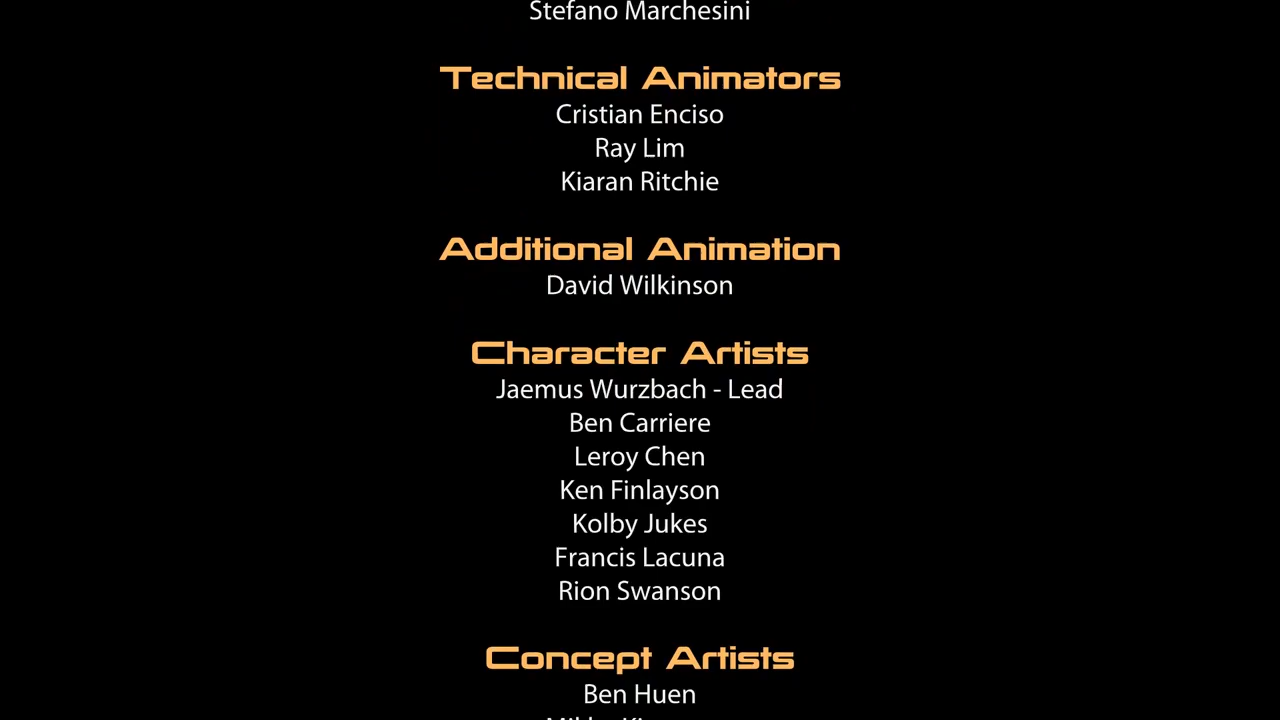 Stefano Marchesini
Technical Animators
Cristian Enciso
Ray Lim
Kiaran Ritchie
Additional Animation
David Wilkinson
Character Artists
Jaemus Wurzbach - Lead
Ben Carriere
Leroy Chen
Ken Finlayson
Kolby Jukes
Francis Lacuna
Rion Swanson
Concept Artists
Ben Huen